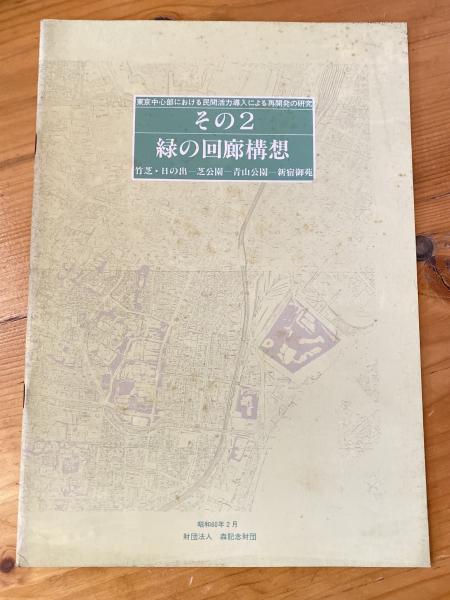 東京中心部における民間活力導入による再開発の研究
その2
緑の回廊構想
竹芝・日の出―芝公園―青山公園―新宿御苑
昭和60年2月
財団法人 森記念財団